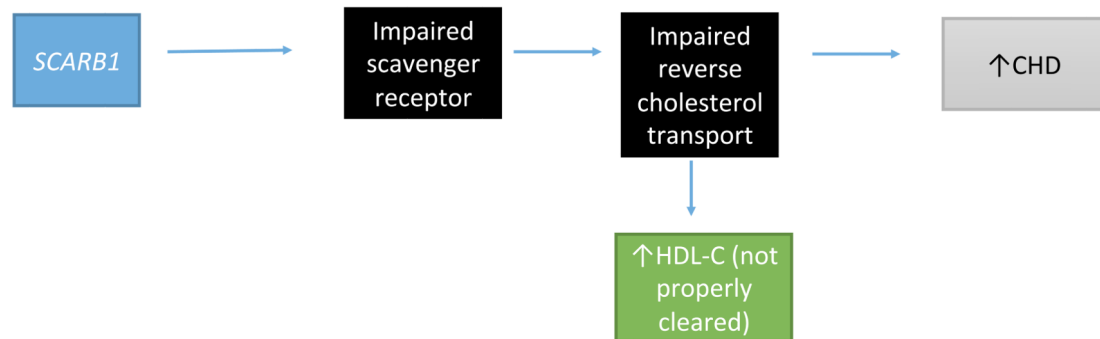 SCARB1
Impaired
scavenger
receptor
Impaired
reverse
cholesterol
transport
↑CHD
↑HDL-C (not
properly
cleared)